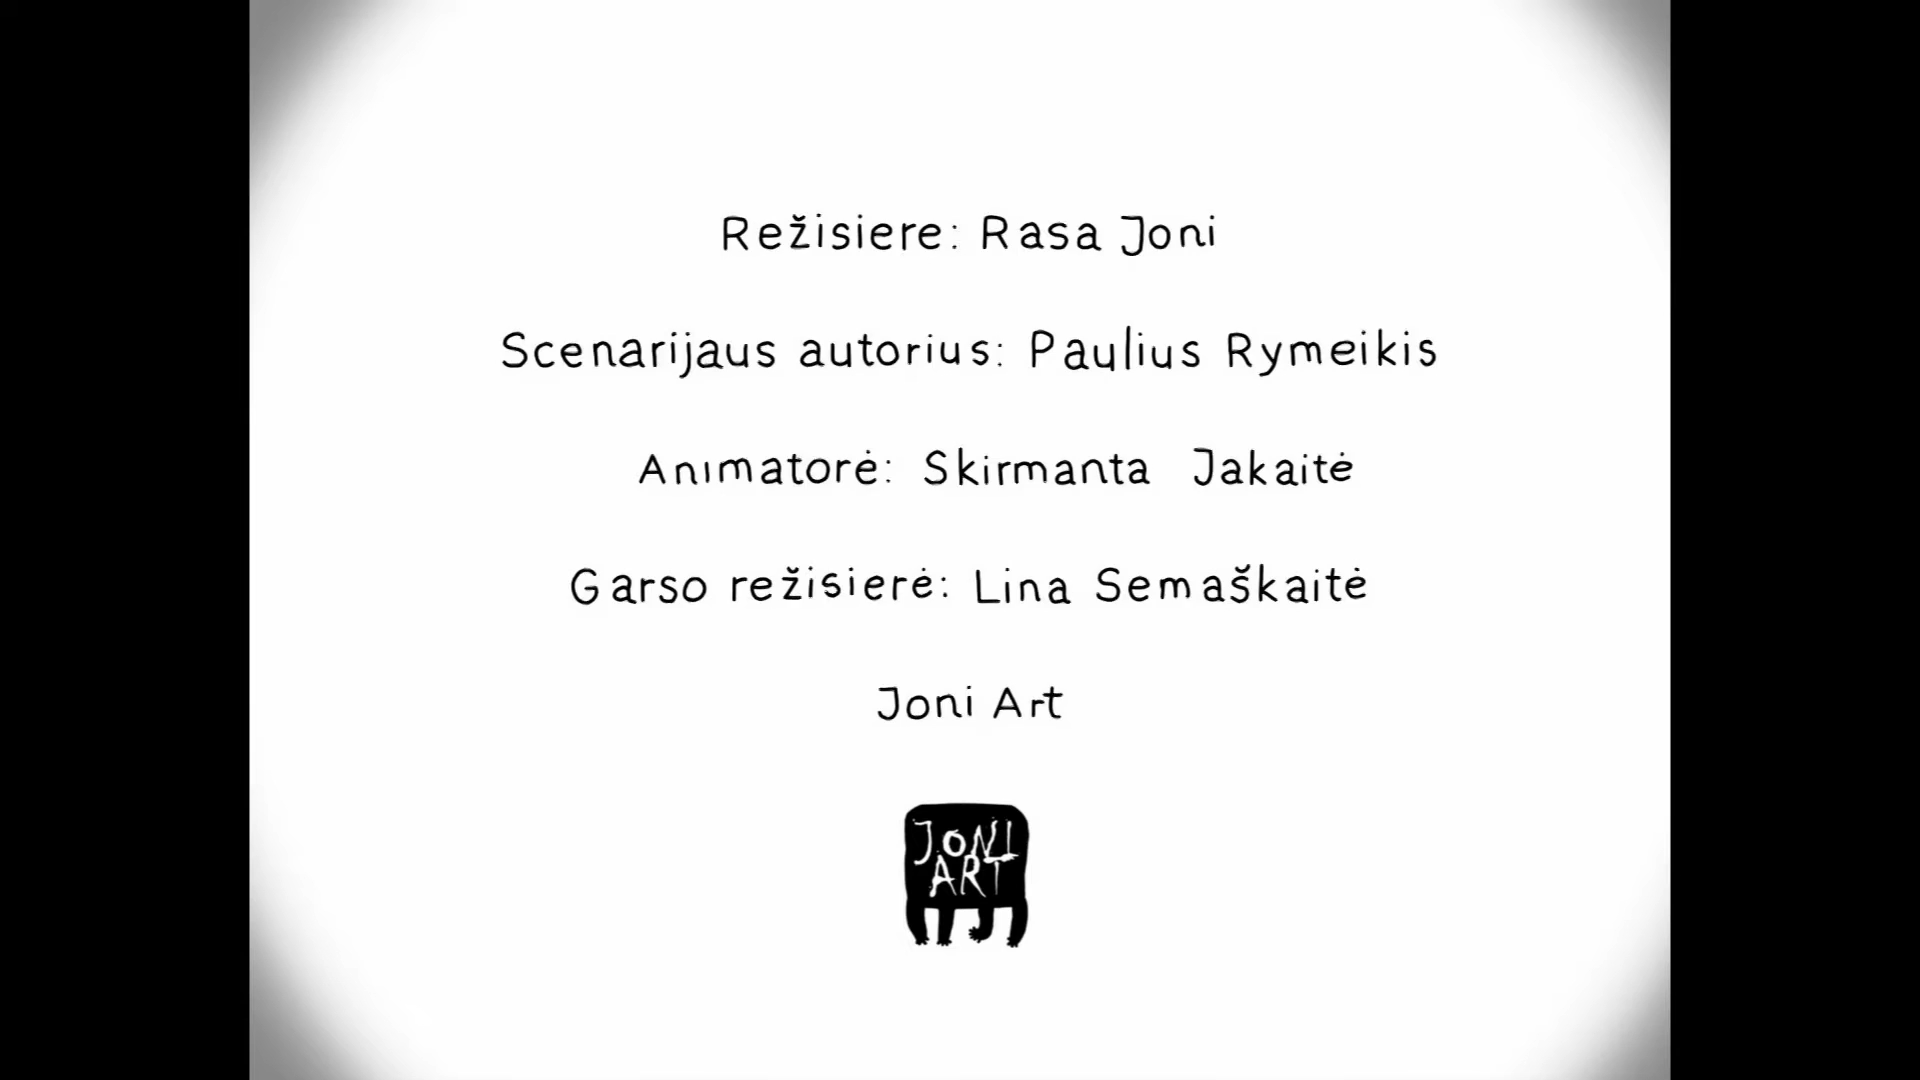 Režisiere: Rasa Joni
Scenarijaus autorius: Paulius Rymeikis
Animatorė: Skirmanta Jakaitė
Garso režisierė: Lina Semaškaitė
Joni Art
JONI
ART